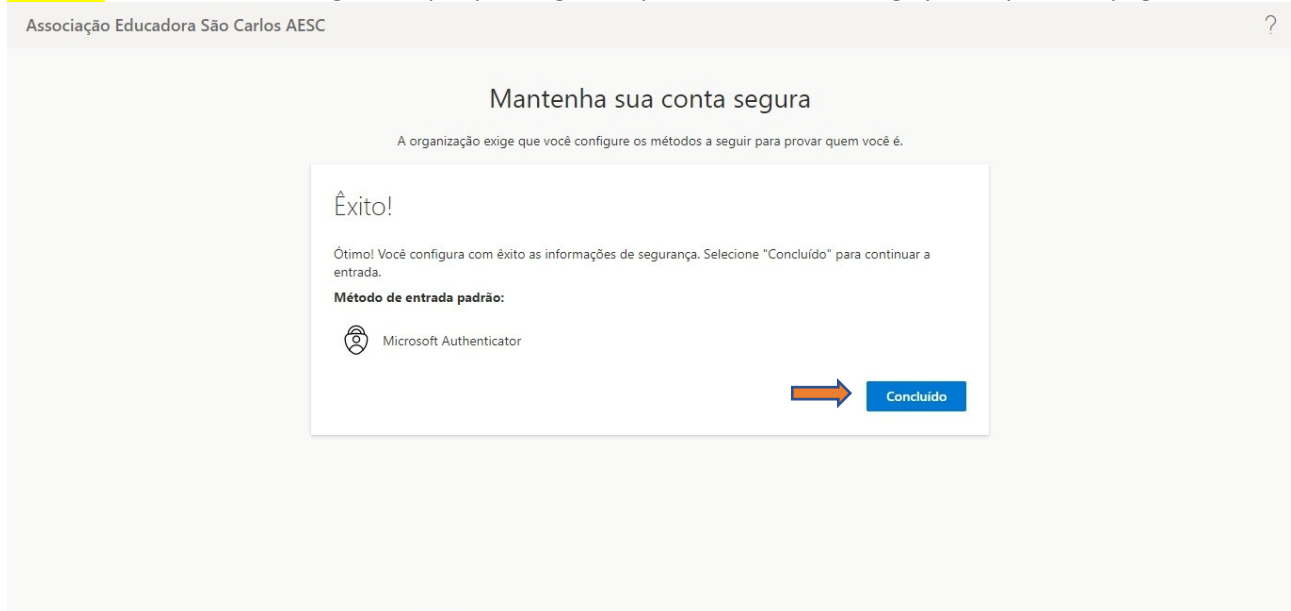 Associação Educadora São Carlos AESC
?
Mantenha sua conta segura
A organização exige que você configure os métodos a seguir para provar quem você é.
Êxito!
Ótimo! Você configura com êxito as informações de segurança. Selecione "Concluído" para continuar a
entrada.
Método de entrada padrão:
Microsoft Authenticator
Concluído